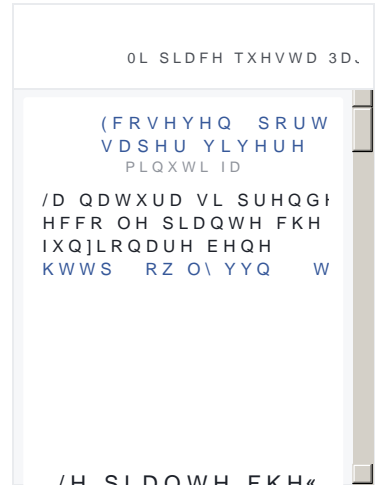 0L SLDFH TXHVWD 3D
(FRVHYHQ SRUW
VDSHU YLYHUH
PLQXWL ID
/D QDWXUD VL SUHQGH
HFFR OH SLDQWH FKH
IXQ]LRQDUH EHQH
KWWS RZ O\ YYQ W
/H SLDQWH FKH«